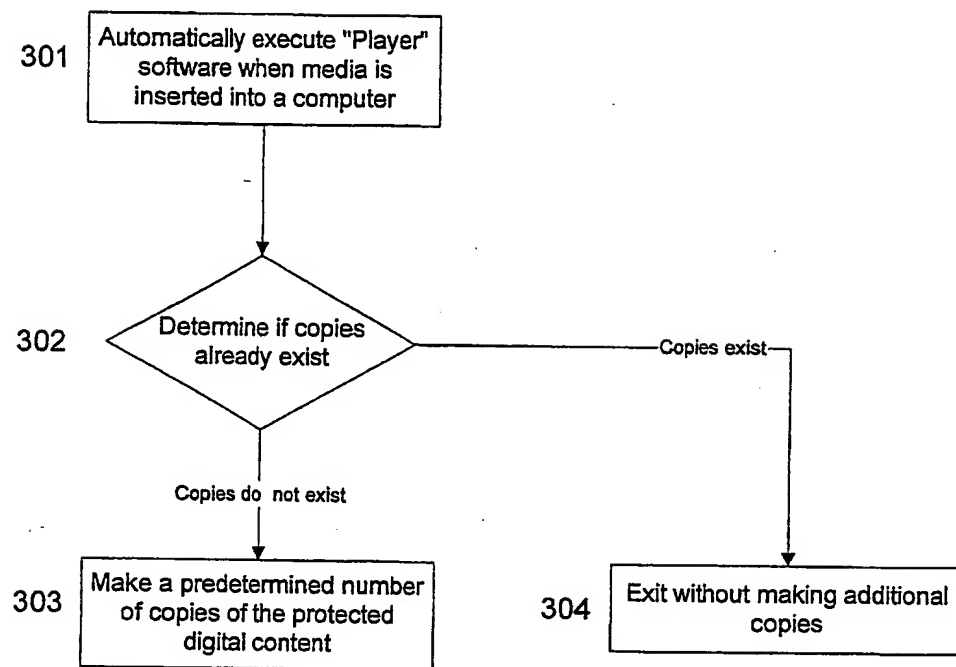 301
Automatically execute "Player"
software when media is
inserted into a computer
302
Determine if copies
already exist
Copies exist
Copies do not exist
303
Make a predetermined number
of copies of the protected
digital content
304
Exit without making additional
copies